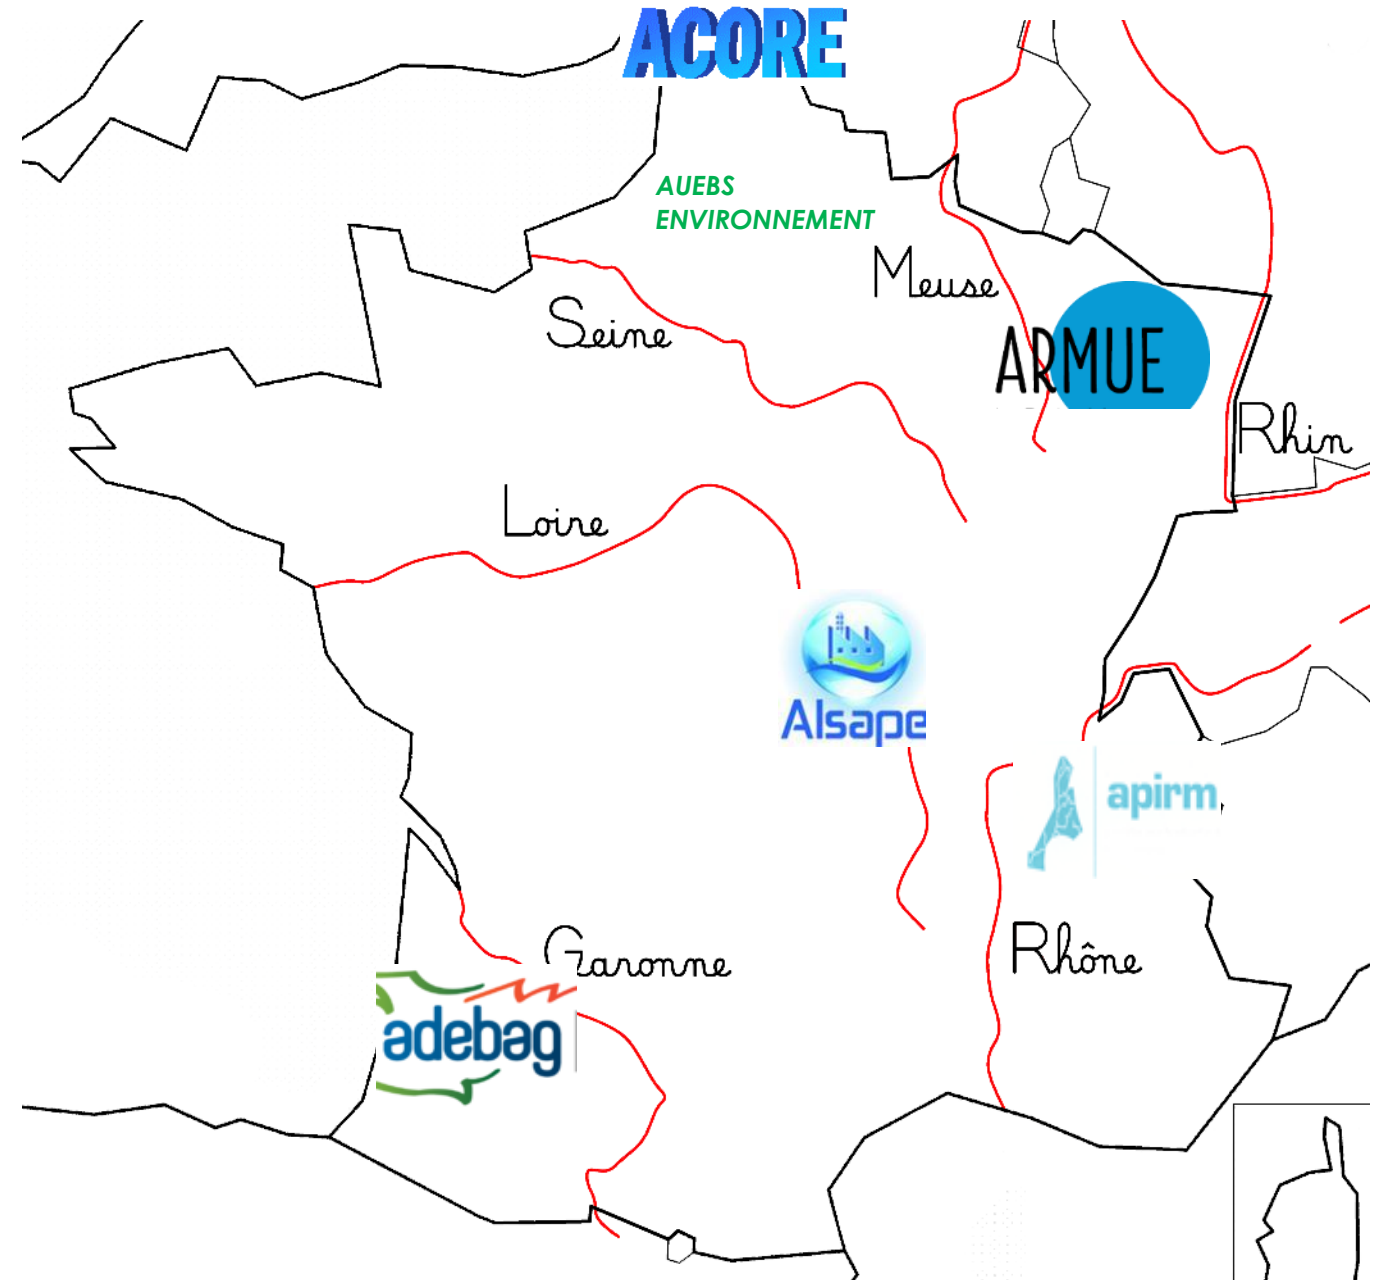 ACORE
AUEBS
ENVIRONNEMENT
Meuse
Seine
ARMUE
Rhin
Loire
Alsape
apirm
Garonne
Rhône
adebag